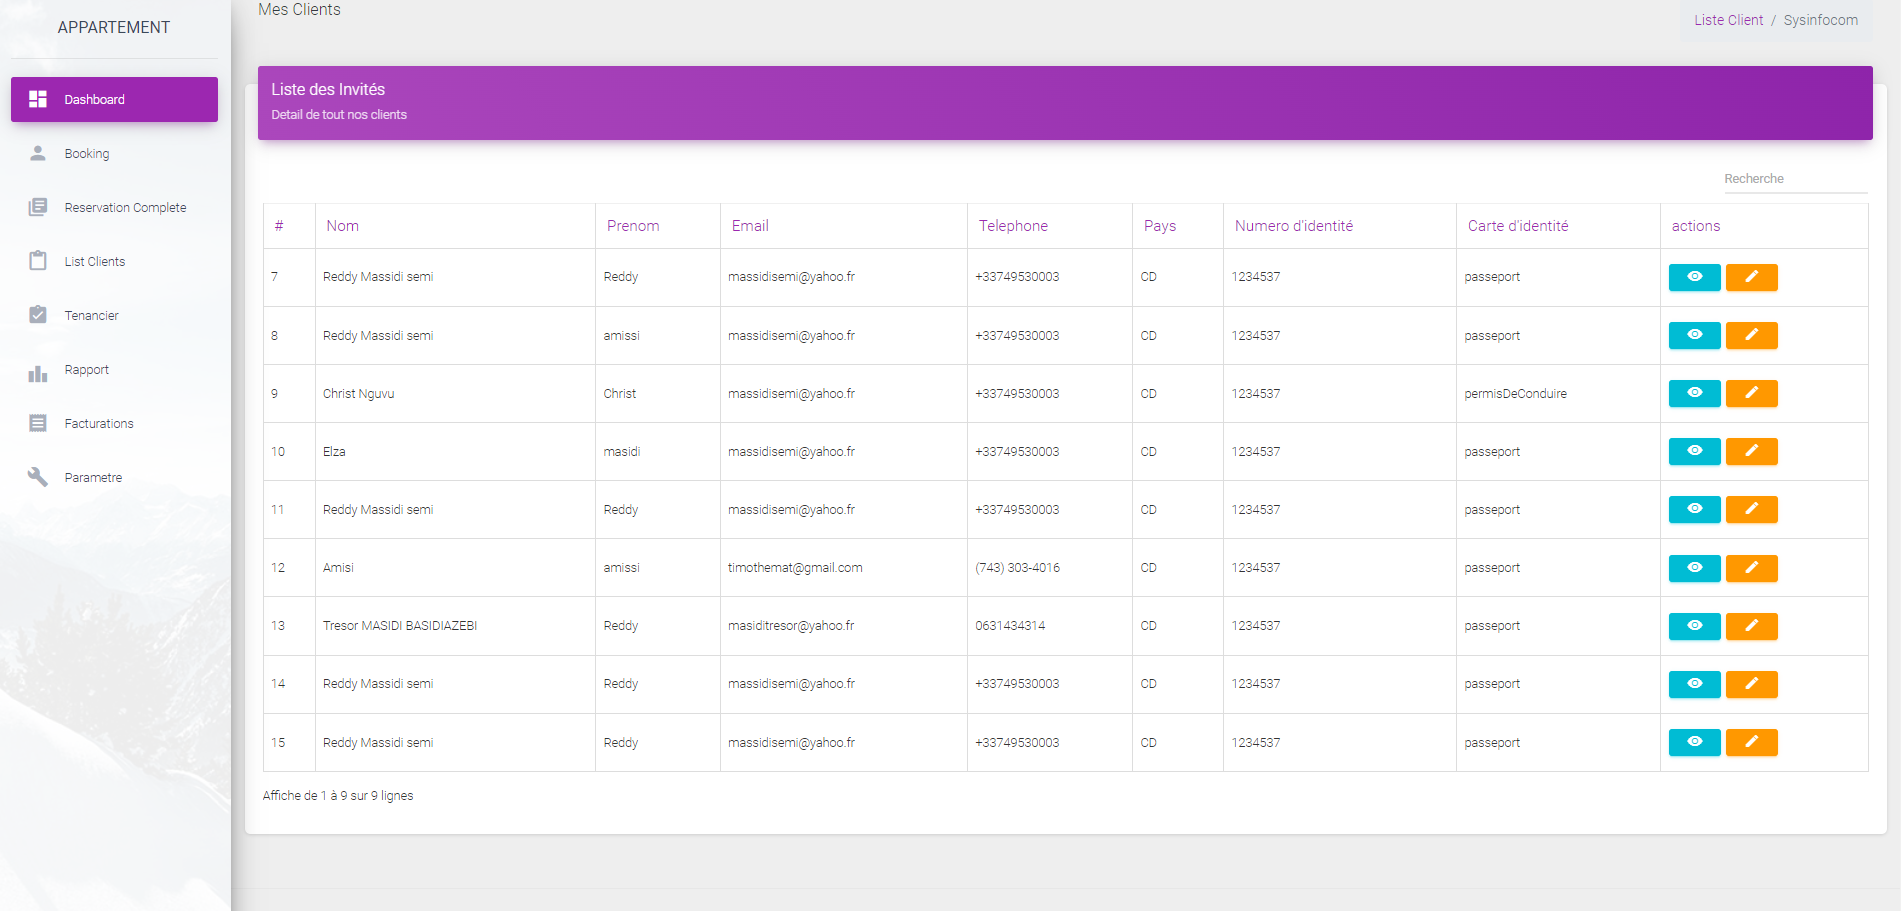 APPARTEMENT
Dashboard
Booking
Reservation Complete
List Clients
Tenancier
Rapport
Facturations
Parametre
Mes Clients
Liste Client / Sysinfocom
Liste des Invités
Detail de tout nos clients
Recherche
# Nom Prenom Email Telephone Pays Numero d'identité Carte d'identité actions
7 Reddy Massidi semi Reddy massidisemi@yahoo.fr +33749530003 CD 1234537 passeport
8 Reddy Massidi semi amissi massidisemi@yahoo.fr +33749530003 CD 1234537 passeport
9 Christ Nguvu Christ massidisemi@yahoo.fr +33749530003 CD 1234537 permisDeConduire
10 Elza masidi massidisemi@yahoo.fr +33749530003 CD 1234537 passeport
11 Reddy Massidi semi Reddy massidisemi@yahoo.fr +33749530003 CD 1234537 passeport
12 Amisi amissi timothemat@gmail.com (743) 303-4016 CD 1234537 passeport
13 Tresor MASIDI BASIDIAZEBI Reddy masiditresor@yahoo.fr 0631434314 CD 1234537 passeport
14 Reddy Massidi semi Reddy massidisemi@yahoo.fr +33749530003 CD 1234537 passeport
15 Reddy Massidi semi Reddy massidisemi@yahoo.fr +33749530003 CD 1234537 passeport
Affiche de 1 à 9 sur 9 lignes